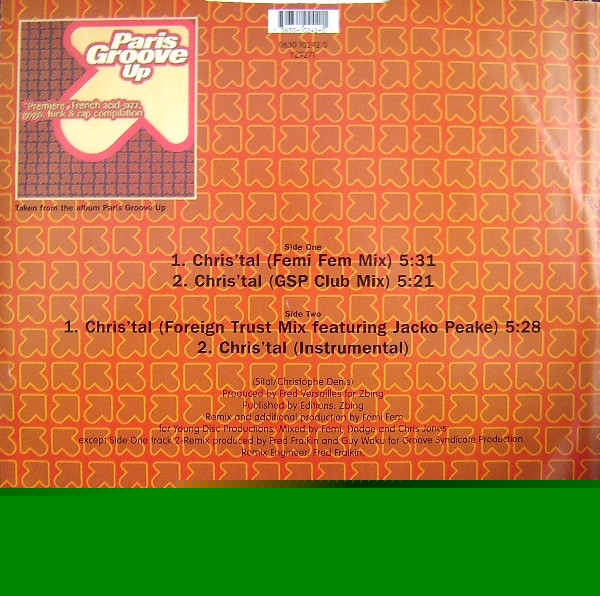 Paris
Groove
Up
"Première" French acid-jazz,
gogo, funk & rap compilation
0630 10242 0
YZ927T
Taken from the album Paris Groove Up
Side One
1. Chris'tal (Femi Fem Mix) 5:31
2. Chris'tal (GSP Club Mix) 5:21
Side Two
1. Chris'tal (Foreign Trust Mix featuring Jacko Peake) 5:28
2. Chris'tal (Instrumental)
(Sital/Christophe Denis)
Produced by Fred Versailles for Zbing
Published by Editions: Zbing
Remix and additional production by Femi Fem
for Young Disc Productions, Mixed by Femi, Dodge and Chris Jones
except Side One track 2 Remix produced by Fred Fraikin and Guy Waku for Groove Syndicate Production
Remix Engineer: Fred Fraikin.